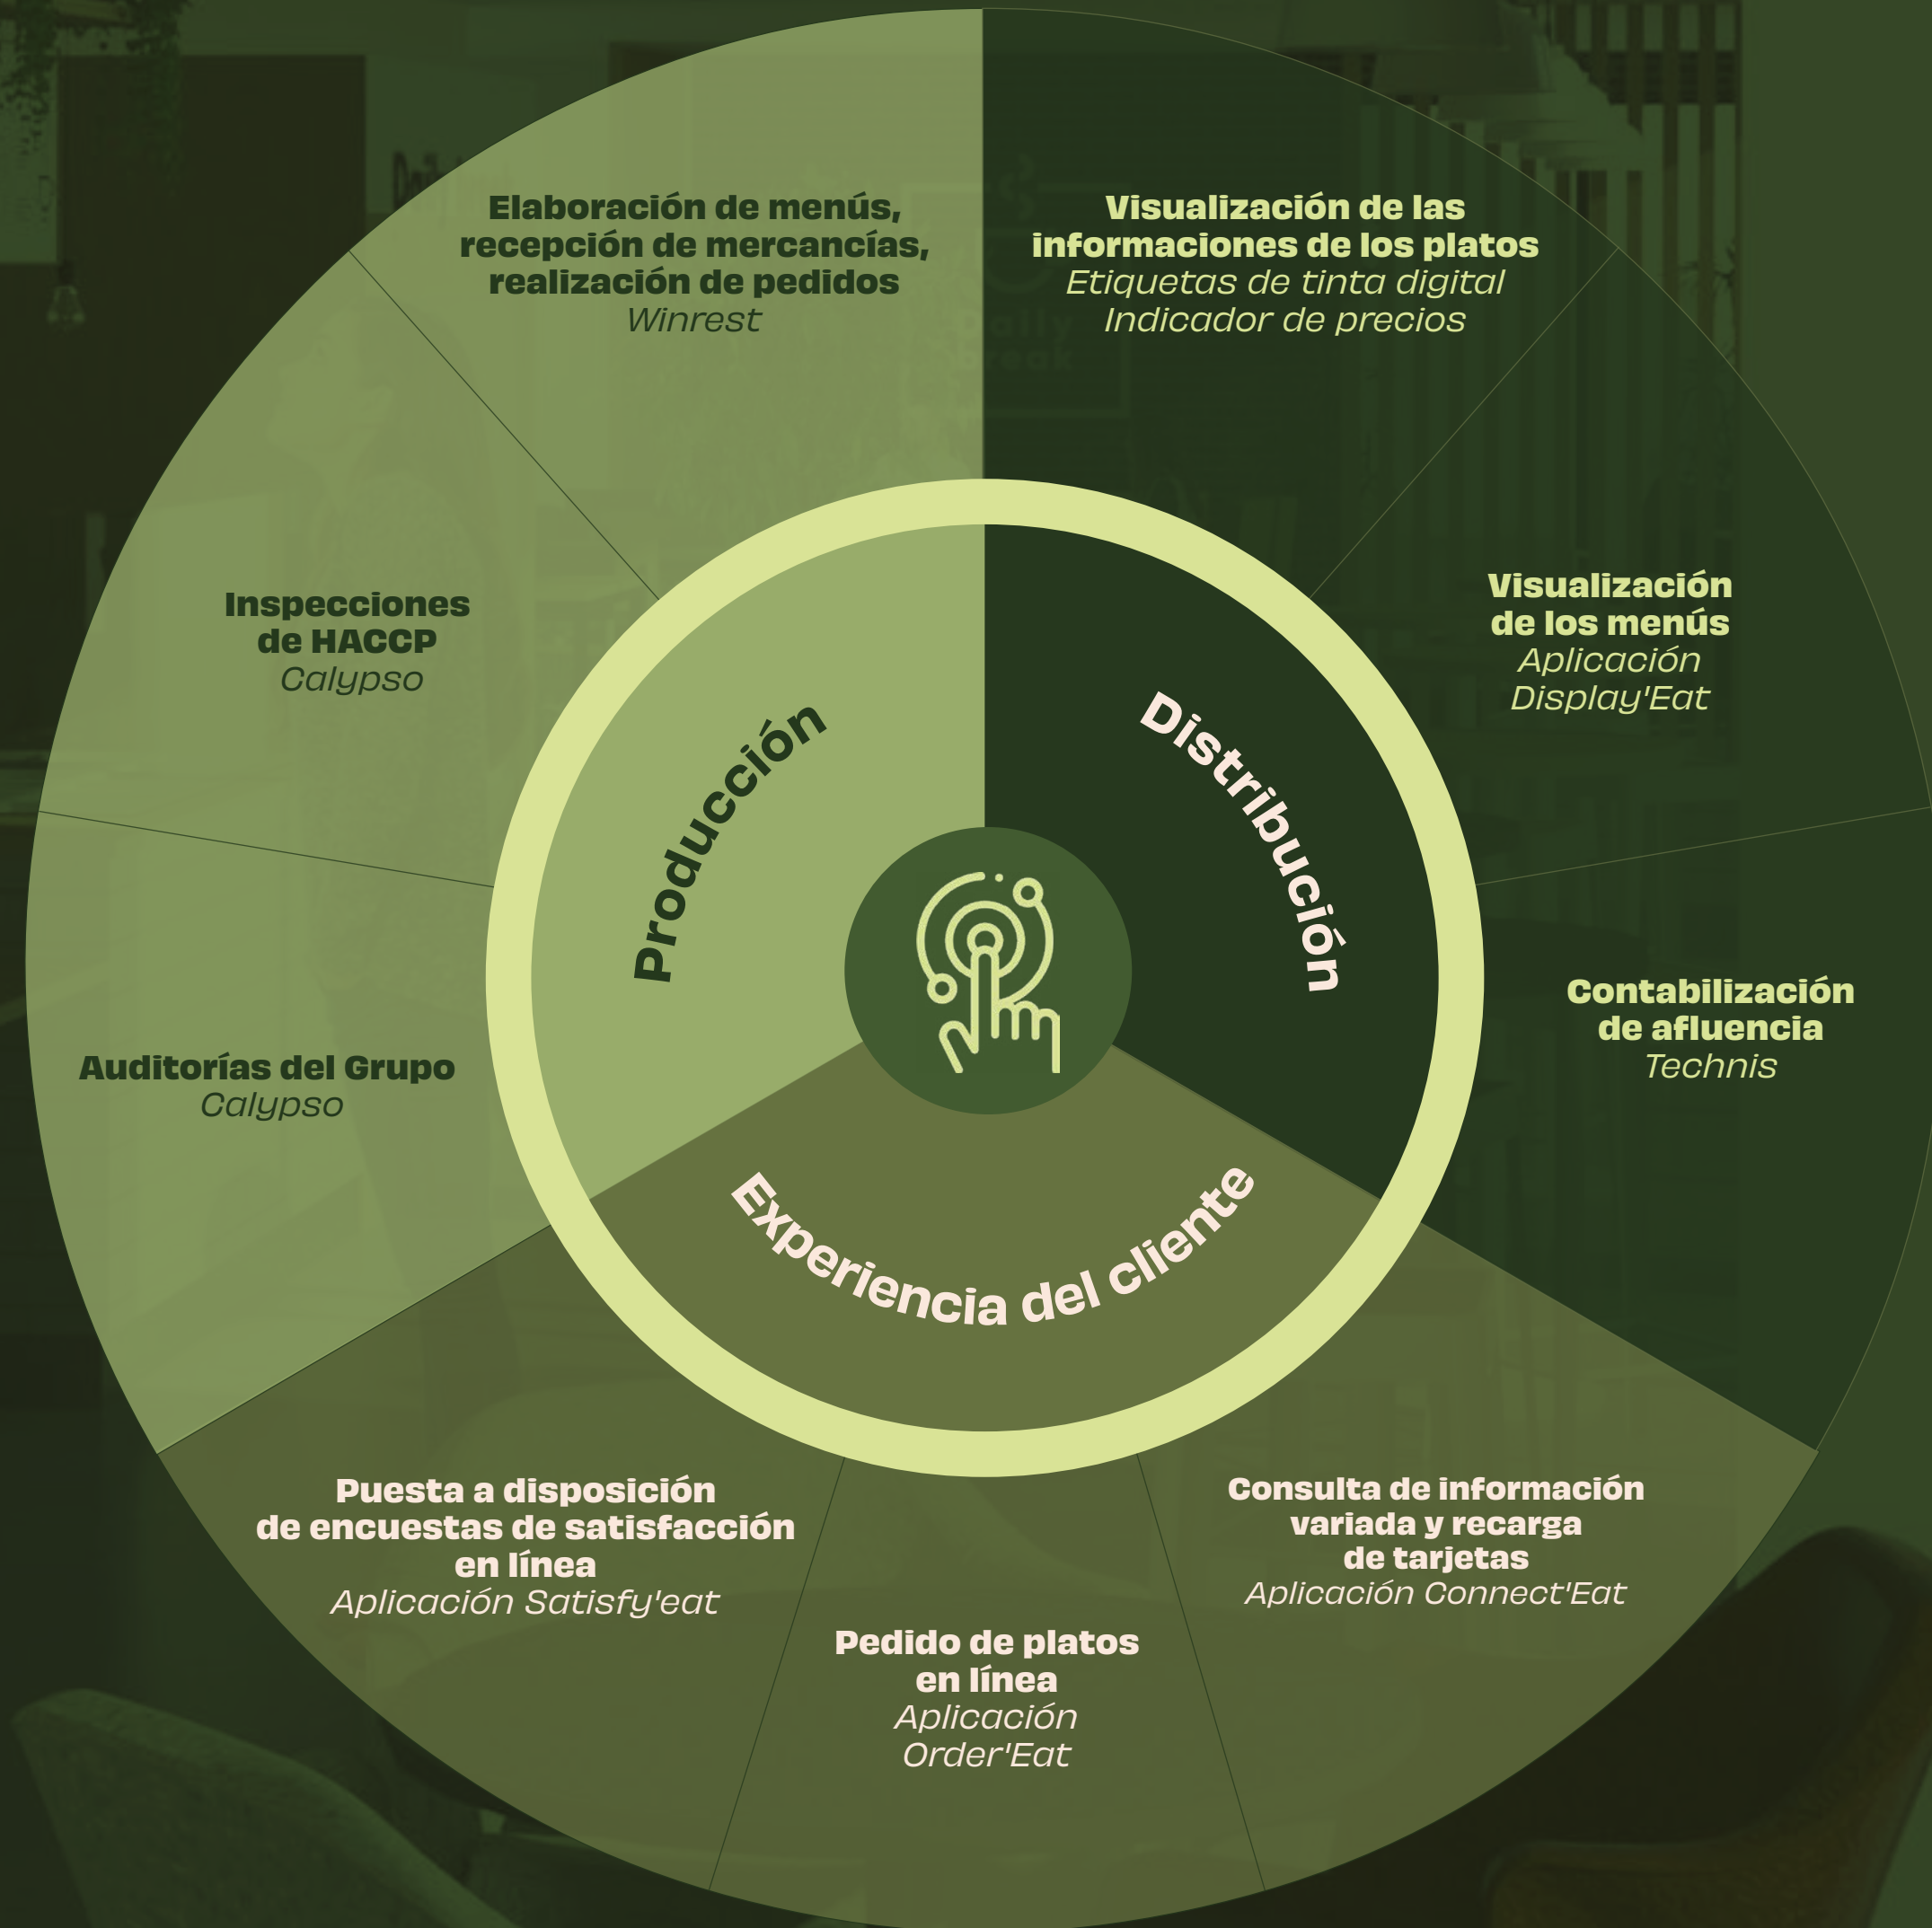 Elaboración de menús,
recepción de mercancías,
realización de pedidos
Winrest
Visualización de las
informaciones de los platos
Etiquetas de tinta digital
Indicador de precios
Inspecciones
de HACCP
Calypso
Visualización
de los menús
Aplicación
Display'Eat
Producción
Distribución
Auditorías del Grupo
Calypso
Contabilización
de afluencia
Technis
Experiencia del cliente
Puesta a disposición
de encuestas de satisfacción
en línea
Aplicación Satisfy'eat
Pedido de platos
en línea
Aplicación
Order'Eat
Consulta de información
variada y recarga
de tarjetas
Aplicación Connect'Eat
Daily
break